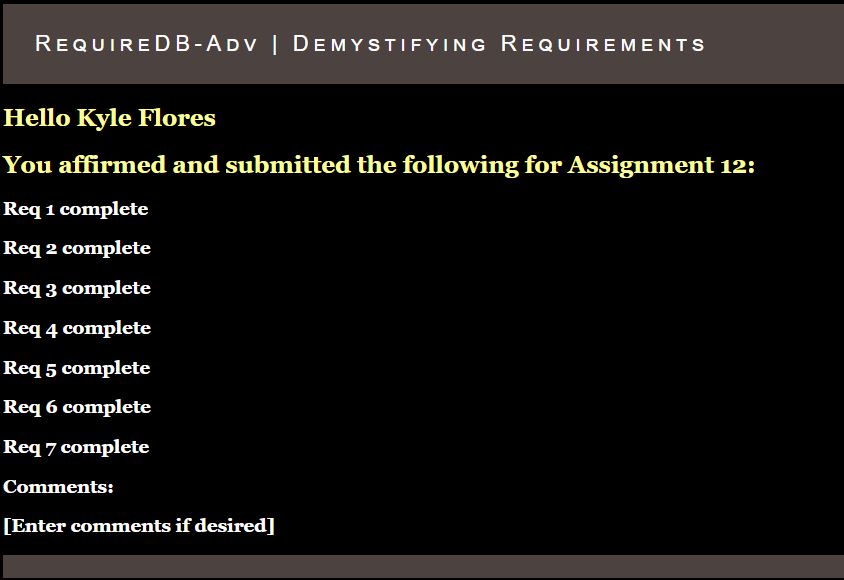 RequireDB-Adv | Demystifying Requirements
Hello Kyle Flores
You affirmed and submitted the following for Assignment 12:
Req 1 complete
Req 2 complete
Req 3 complete
Req 4 complete
Req 5 complete
Req 6 complete
Req 7 complete
Comments:
[Enter comments if desired]